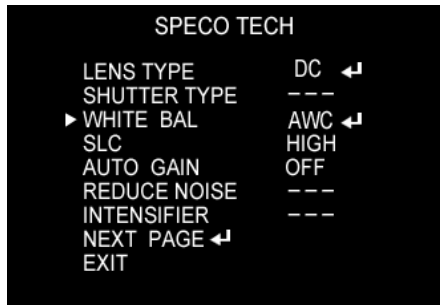 SPECO TECH
LENS TYPE DC ↵
SHUTTER TYPE ---
▶ WHITE BAL AWC ↵
SLC HIGH
AUTO GAIN OFF
REDUCE NOISE ---
INTENSIFIER ---
NEXT PAGE ↵
EXIT